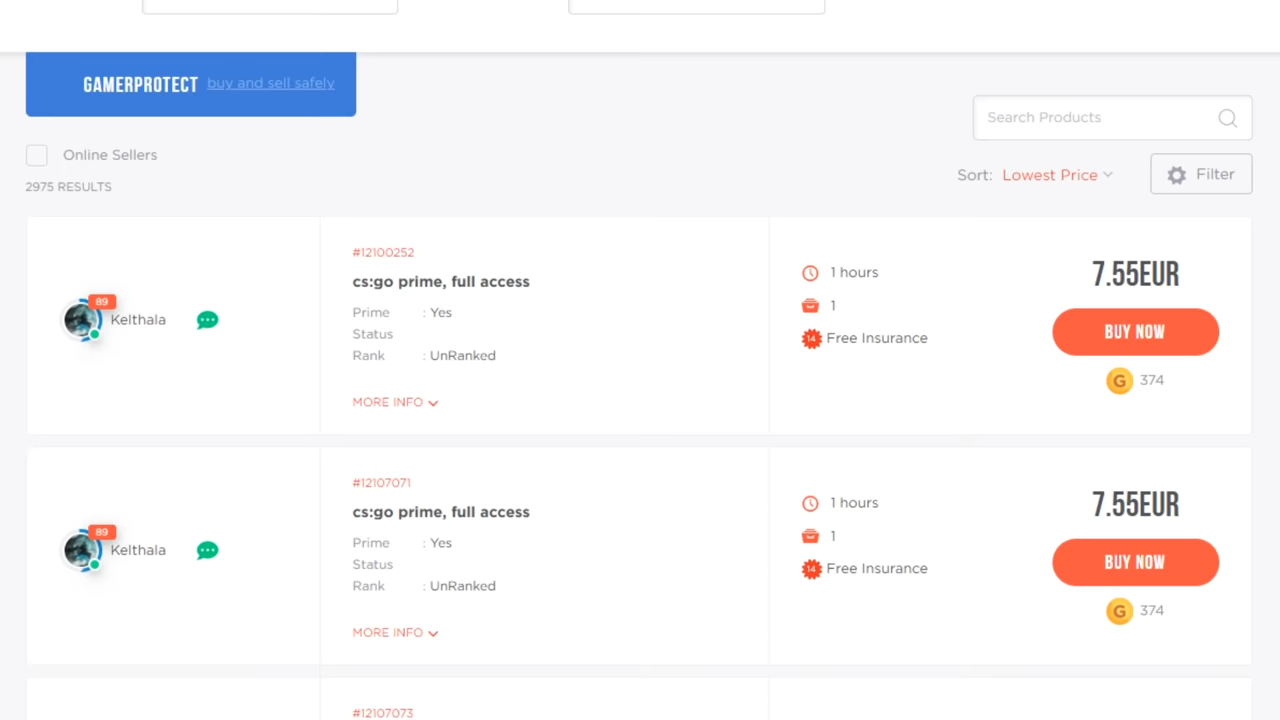 GAMERPROTECT buy and sell safely
Search Products
Online Sellers
Sort: Lowest Price
Filter
2975 RESULTS
#12100252
cs:go prime, full access
Prime Status : Yes
Rank : UnRanked
MORE INFO
89
Kelthala
1 hours
1
14 Free Insurance
7.55EUR
BUY NOW
G 374
#12107071
cs:go prime, full access
Prime Status : Yes
Rank : UnRanked
MORE INFO
89
Kelthala
1 hours
1
14 Free Insurance
7.55EUR
BUY NOW
G 374
#12107073